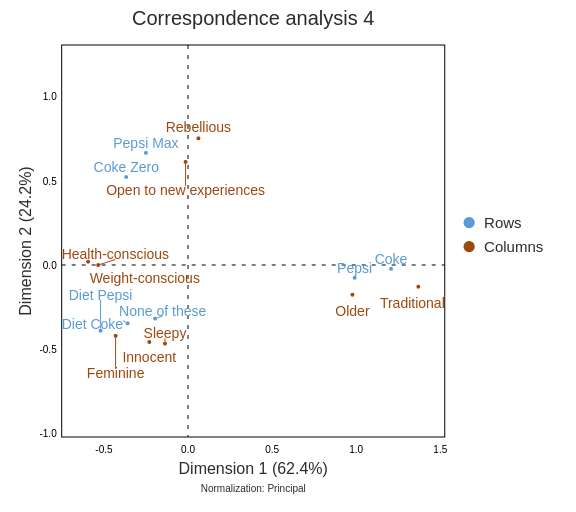 Correspondence analysis 4
Dimension 2 (24.2%)
1.0
0.5
0.0
-0.5
-1.0
Rebellious
Pepsi Max
Coke Zero
Open to new experiences
Health-conscious
Weight-conscious
Coke
Pepsi
Diet Pepsi
Traditional
None of these
Older
Diet Coke
Sleepy
Innocent
Feminine
Rows
Columns
-0.5
0.0
0.5
1.0
1.5
Dimension 1 (62.4%)
Normalization: Principal